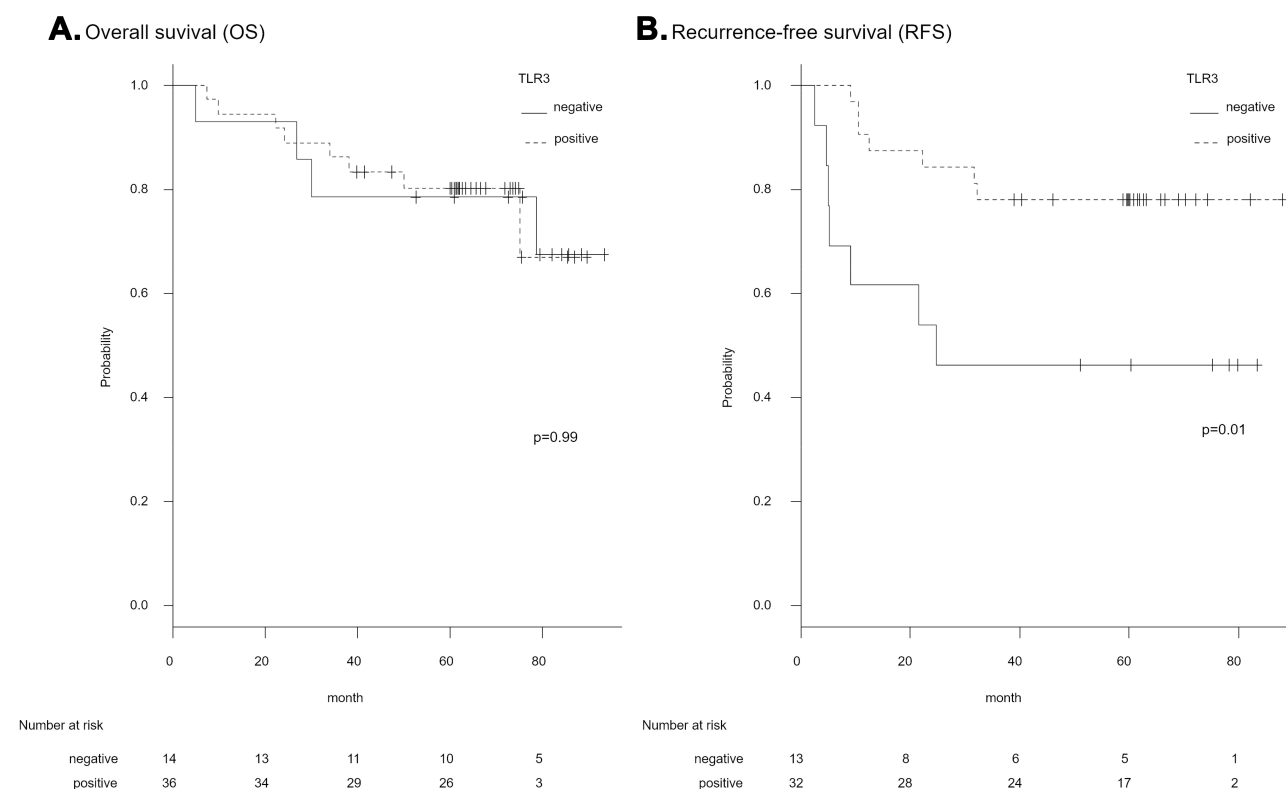 A. Overall suvival (OS)
TLR3
negative
positive
1.0
0.8
0.6
0.4
0.2
0.0
Probability
p=0.99
0 20 40 60 80
month
Number at risk
negative 14 13 11 10 5
positive 36 34 29 26 3
B. Recurrence-free survival (RFS)
TLR3
negative
positive
1.0
0.8
0.6
0.4
0.2
0.0
Probability
p=0.01
0 20 40 60 80
month
Number at risk
negative 13 8 6 5 1
positive 32 28 24 17 2